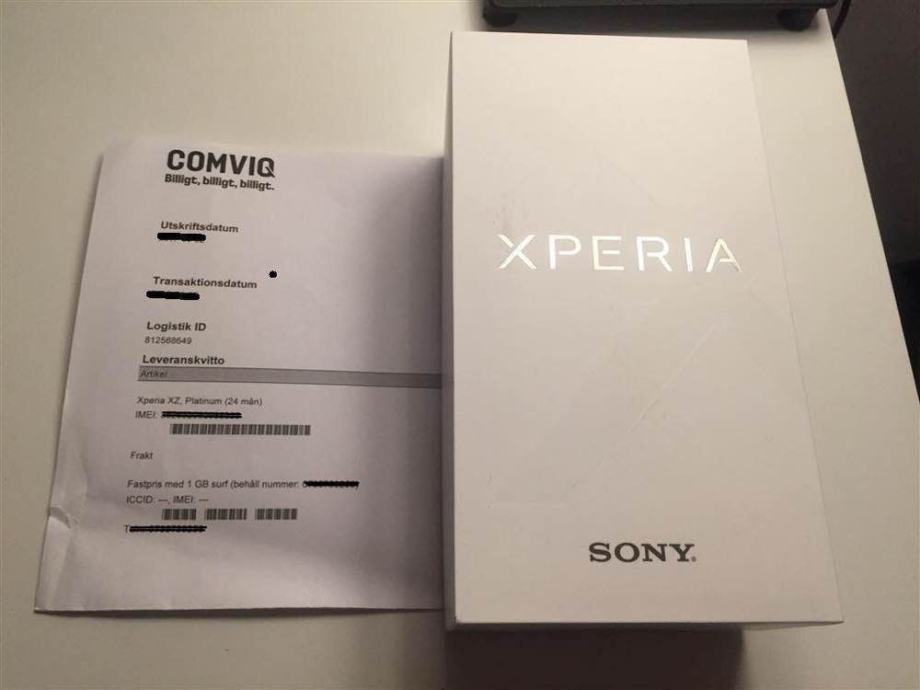 COMVIQ
Billigt, billigt, billigt.
Utskriftsdatum
Transaktionsdatum
Logistik ID
812568649
Leveranskvitto
Artikel
Xperia XZ, Platinum (24 mån)
IMEI:
Frakt
Fastpris med 1 GB surf (behåll nummer:
ICCID: ---, IMEI: ---
XPERIA
SONY